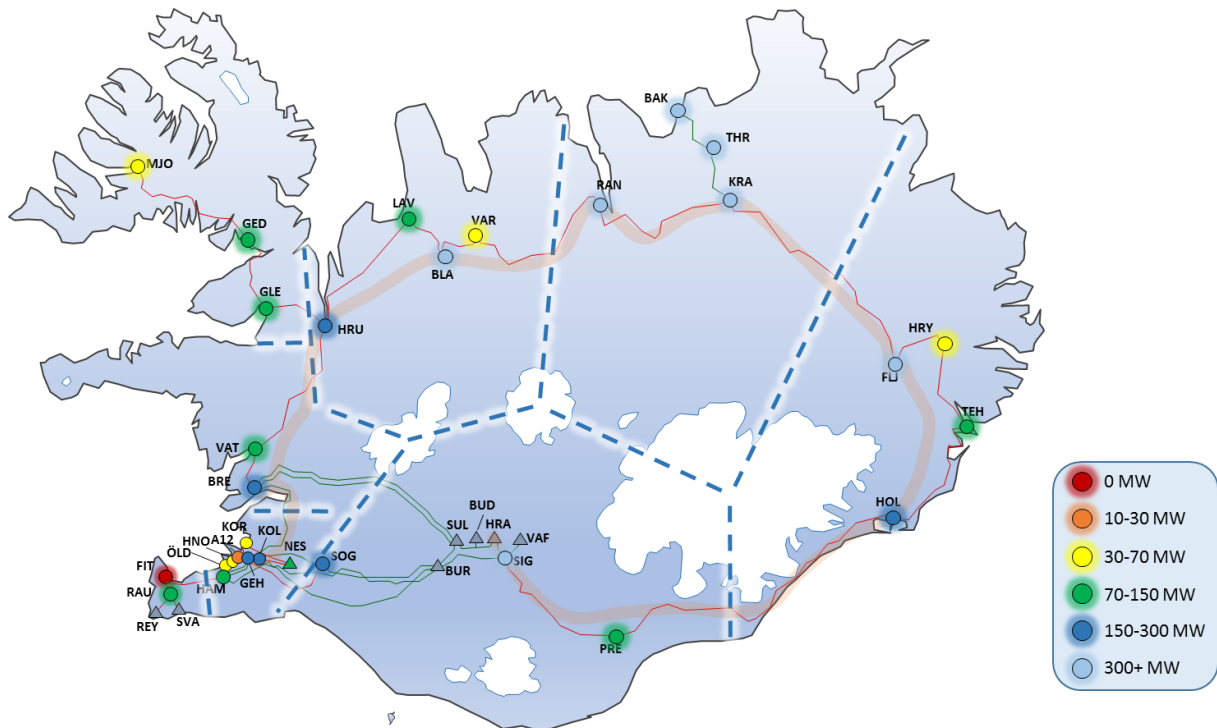 BAK
THR
MJO
KRA
RAN
LAV
VAR
GED
BLA
GLE
HRU
HRY
FLJ
TEH
VAT
BRE
HOL
BUD
SUL
HRA
VAF
KOR
KOL
HNO
A12
NES
ÖLD
SOG
SIG
BUR
FIT
HAM
GEH
RAU
REY
SVA
PRE
0 MW
10-30 MW
30-70 MW
70-150 MW
150-300 MW
300+ MW